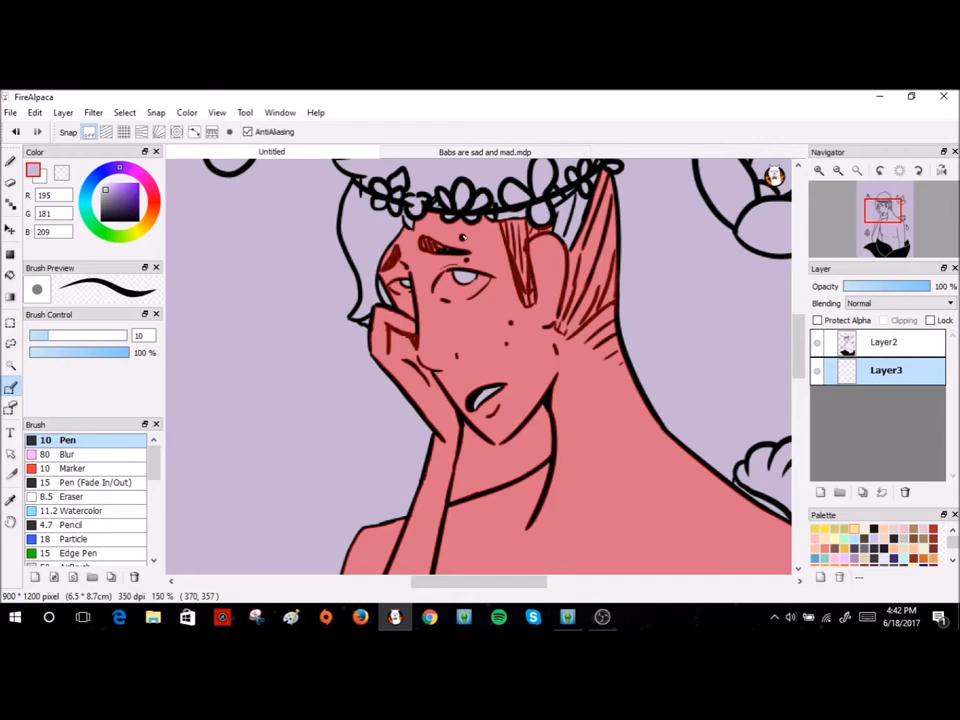 FireAlpaca
File Edit Layer Filter Select Snap Color View Tool Window Help
Snap OFF AntiAliasing
Color Untitled Babs are sad and mad.mdp Navigator
R 195
G 181
B 209
Brush Preview
Brush Control
10
100 %
Layer
Opacity 100 %
Blending Normal
Protect Alpha Clipping Lock
Layer2
Layer3
Brush
10 Pen
80 Blur
10 Marker
15 Pen (Fade In/Out)
8.5 Eraser
11.2 Watercolor
4.7 Pencil
18 Particle
15 Edge Pen
Palette
---
900 * 1200 pixel (6.5 * 8.7cm) 350 dpi 150 % ( 370, 357 )
4:42 PM
6/18/2017